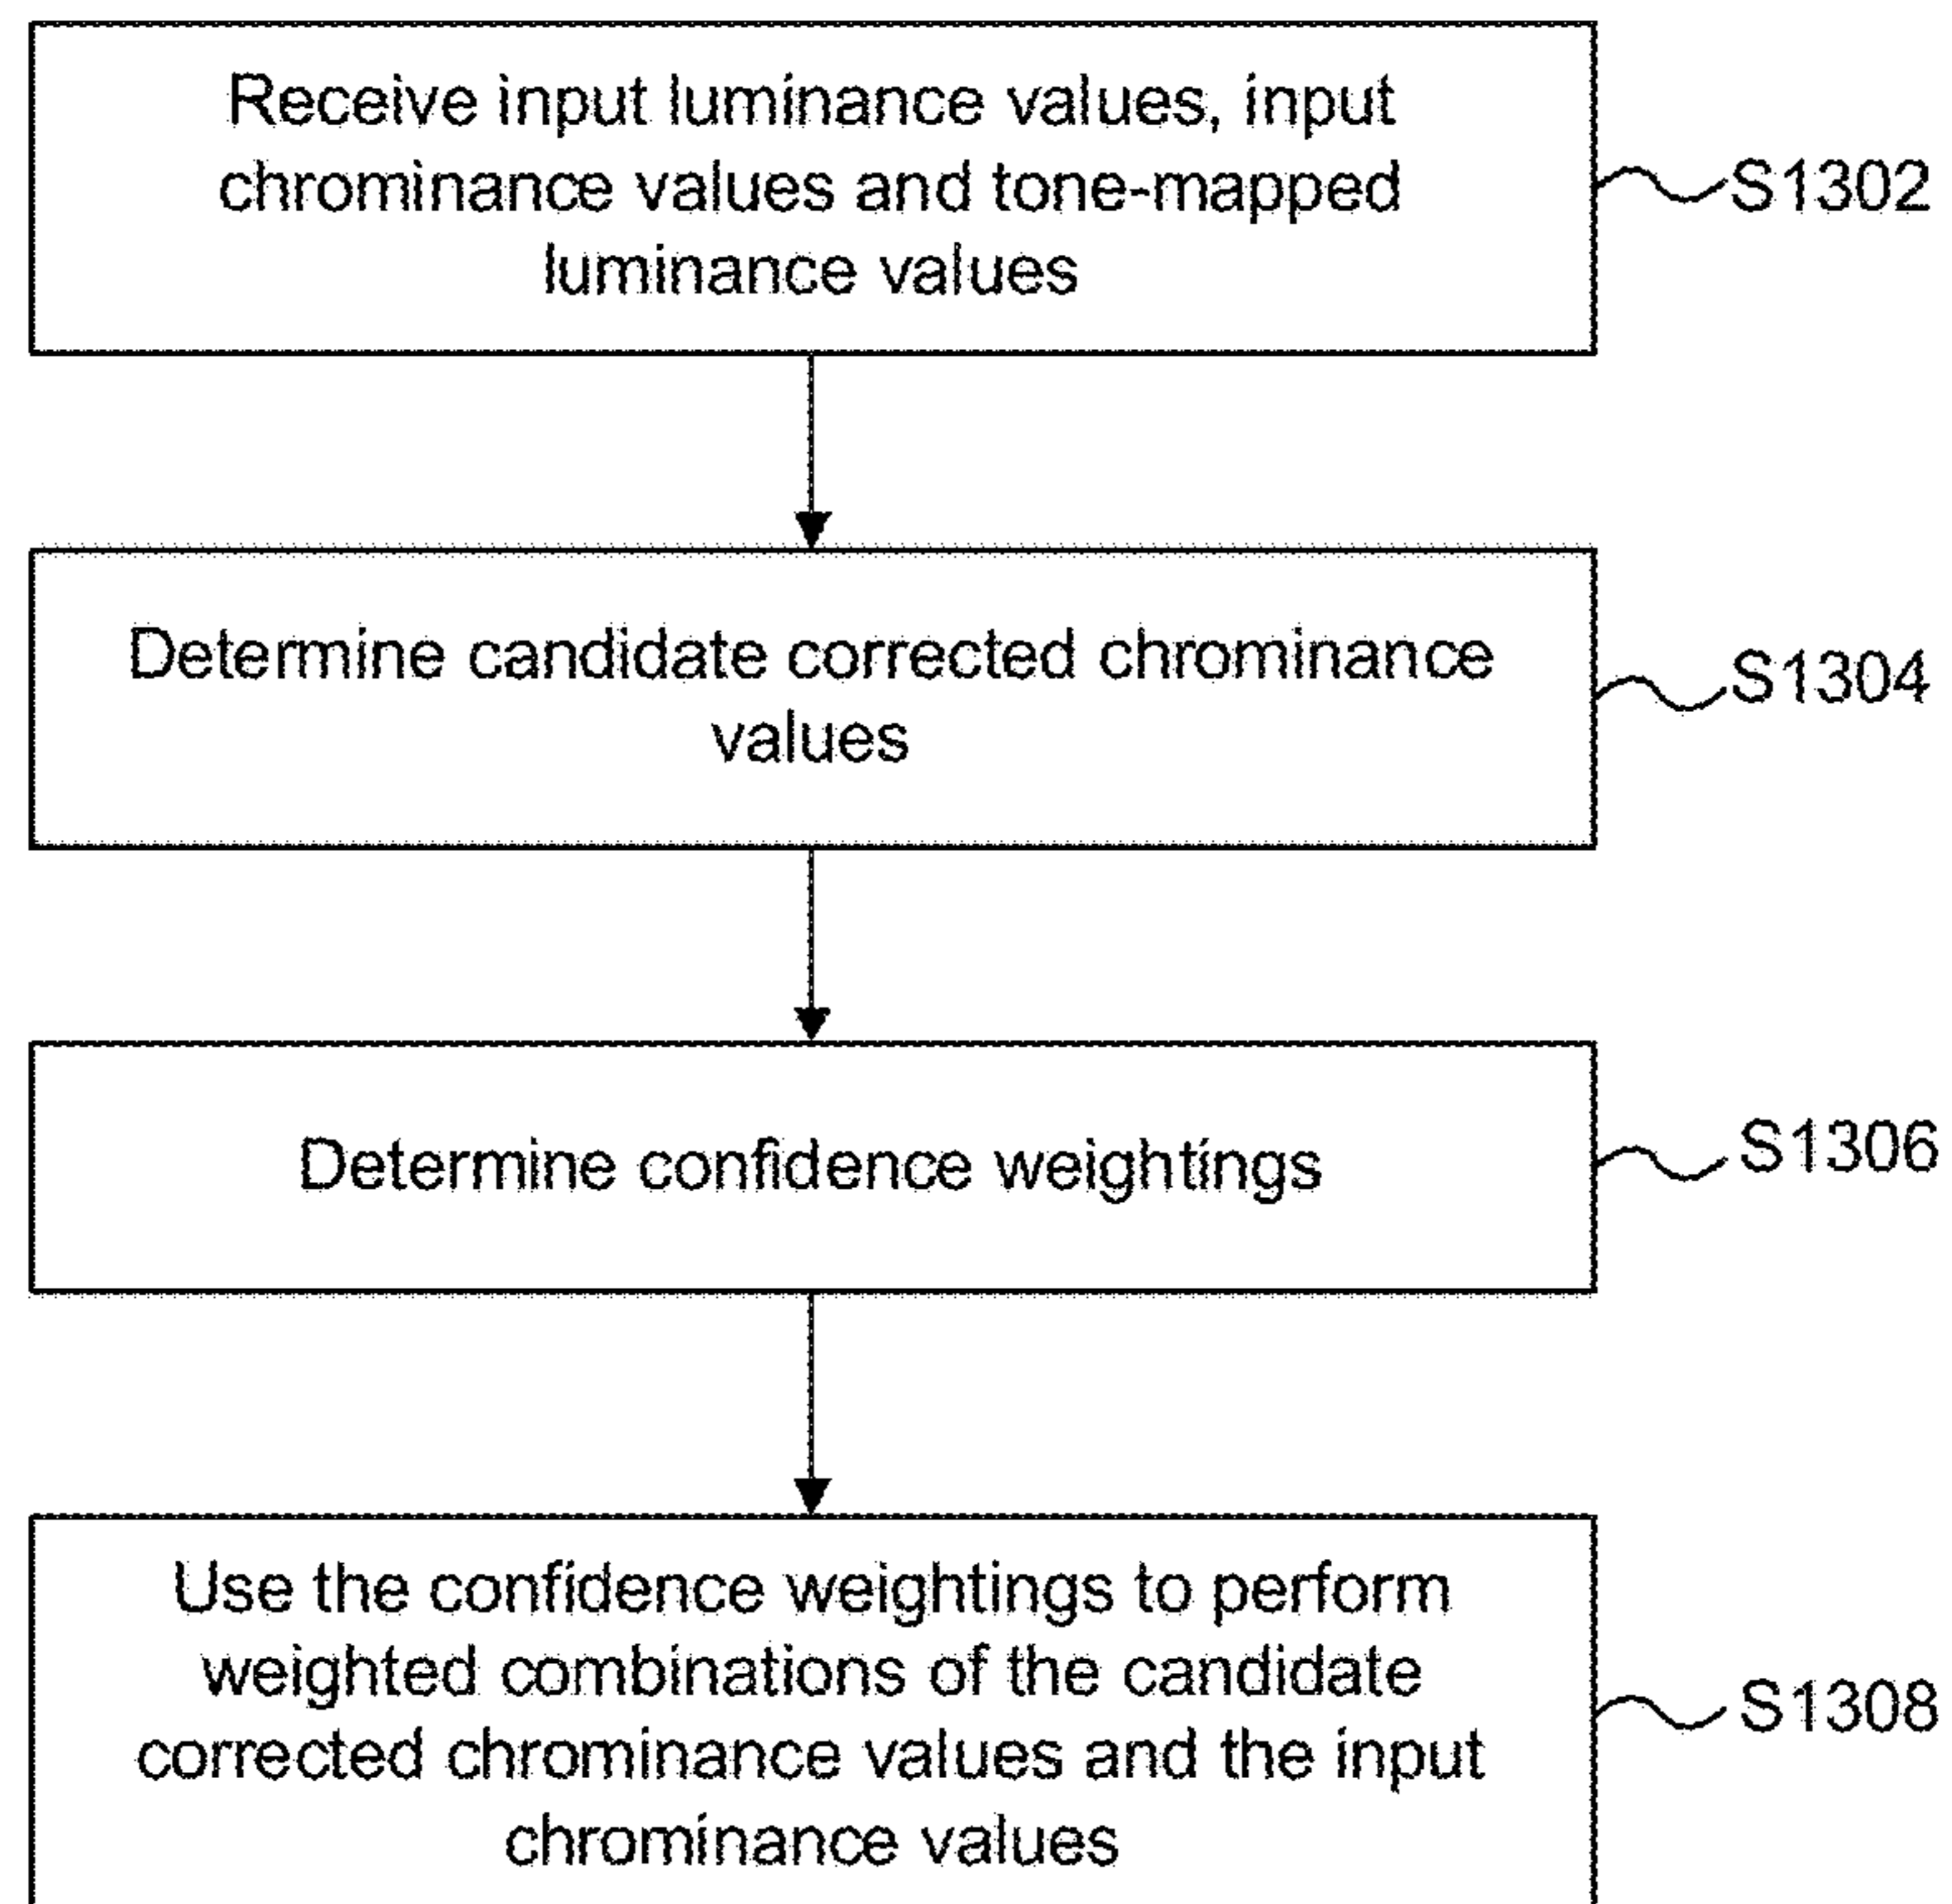 Receive input luminance values, input
chrominance values and tone-mapped
luminance values
S1302
Determine candidate corrected chrominance
values
S1304
Determine confidence weightings
S1306
Use the confidence weightings to perform
weighted combinations of the candidate
corrected chrominance values and the input
chrominance values
S1308